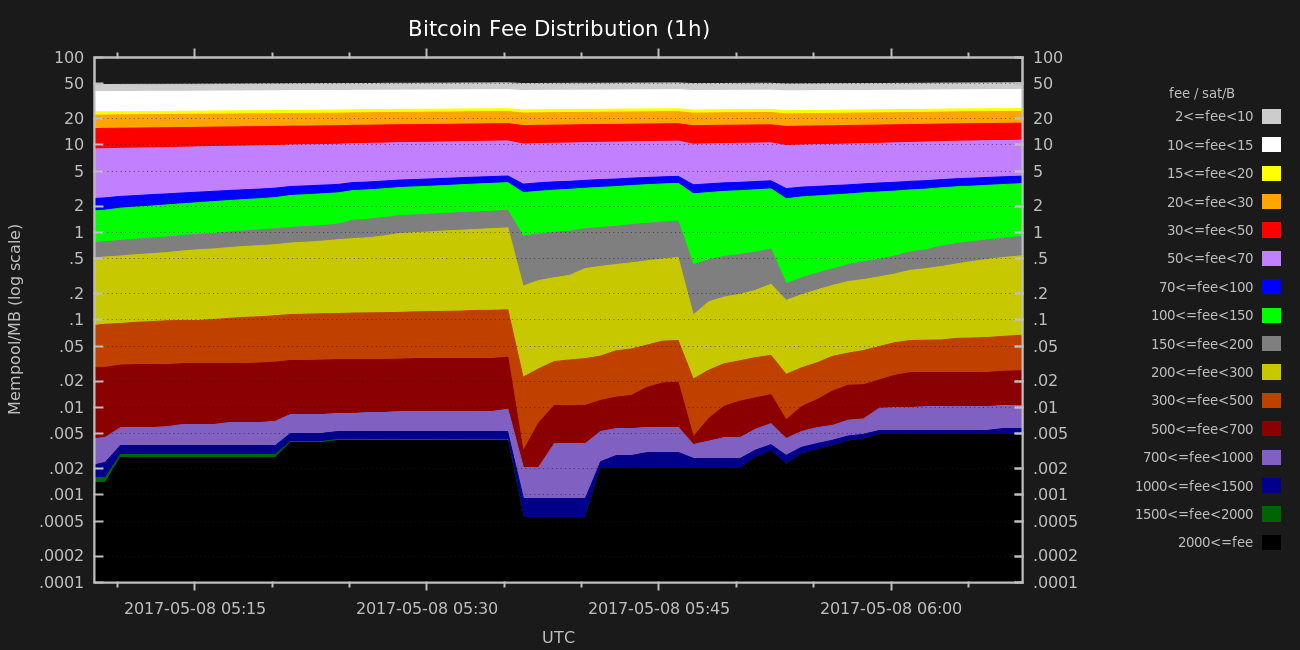 Bitcoin Fee Distribution (1h)
Mempool/MB (log scale)
100
50
20
10
5
2
1
.5
.2
.1
.05
.02
.01
.005
.002
.001
.0005
.0002
.0001
100
50
20
10
5
2
1
.5
.2
.1
.05
.02
.01
.005
.002
.001
.0005
.0002
.0001
2017-05-08 05:15
2017-05-08 05:30
2017-05-08 05:45
2017-05-08 06:00
UTC
fee / sat/B
2<=fee<10
10<=fee<15
15<=fee<20
20<=fee<30
30<=fee<50
50<=fee<70
70<=fee<100
100<=fee<150
150<=fee<200
200<=fee<300
300<=fee<500
500<=fee<700
700<=fee<1000
1000<=fee<1500
1500<=fee<2000
2000<=fee